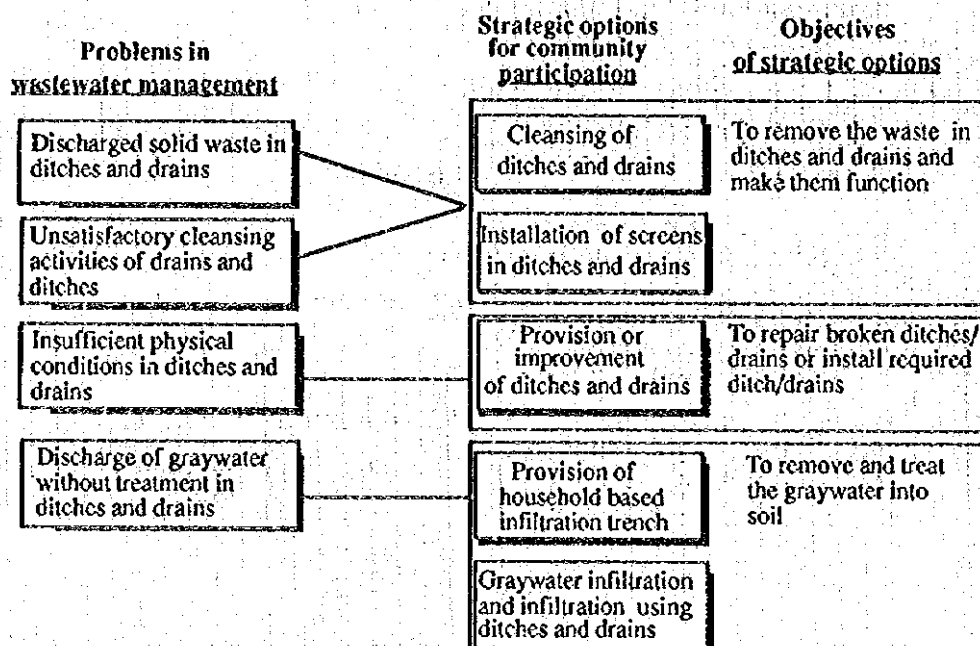 Problems in
wastewater management
Strategic options
for community
participation
Objectives
of strategic options
Discharged solid waste in
ditches and drains
Unsatisfactory cleansing
activities of drains and
ditches
Insufficient physical
conditions in ditches and
drains
Discharge of graywater
without treatment in
ditches and drains
Cleansing of
ditches and drains
Installation of screens
in ditches and drains
Provision or
improvement
of ditches and drains
Provision of
household based
infiltration trench
Graywater infiltration
and infiltration using
ditches and drains
To remove the waste in
ditches and drains and
make them function
To repair broken ditches/
drains or install required
ditch/drains
To remove and treat
the graywater into
soil